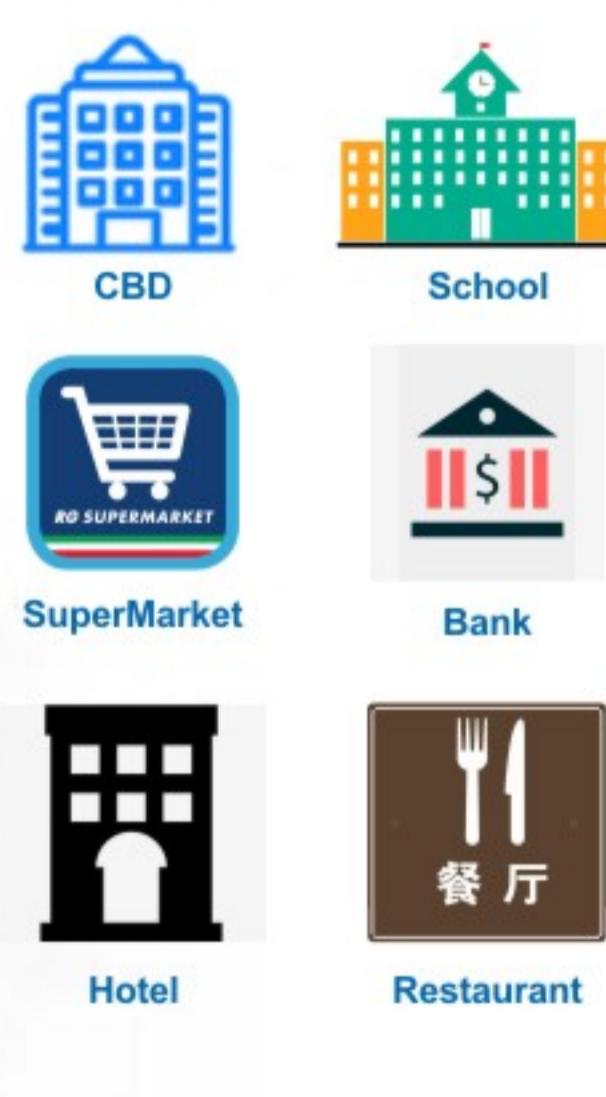 CBD
School
RG SUPERMARKET
SuperMarket
$
Bank
餐厅
Hotel
Restaurant